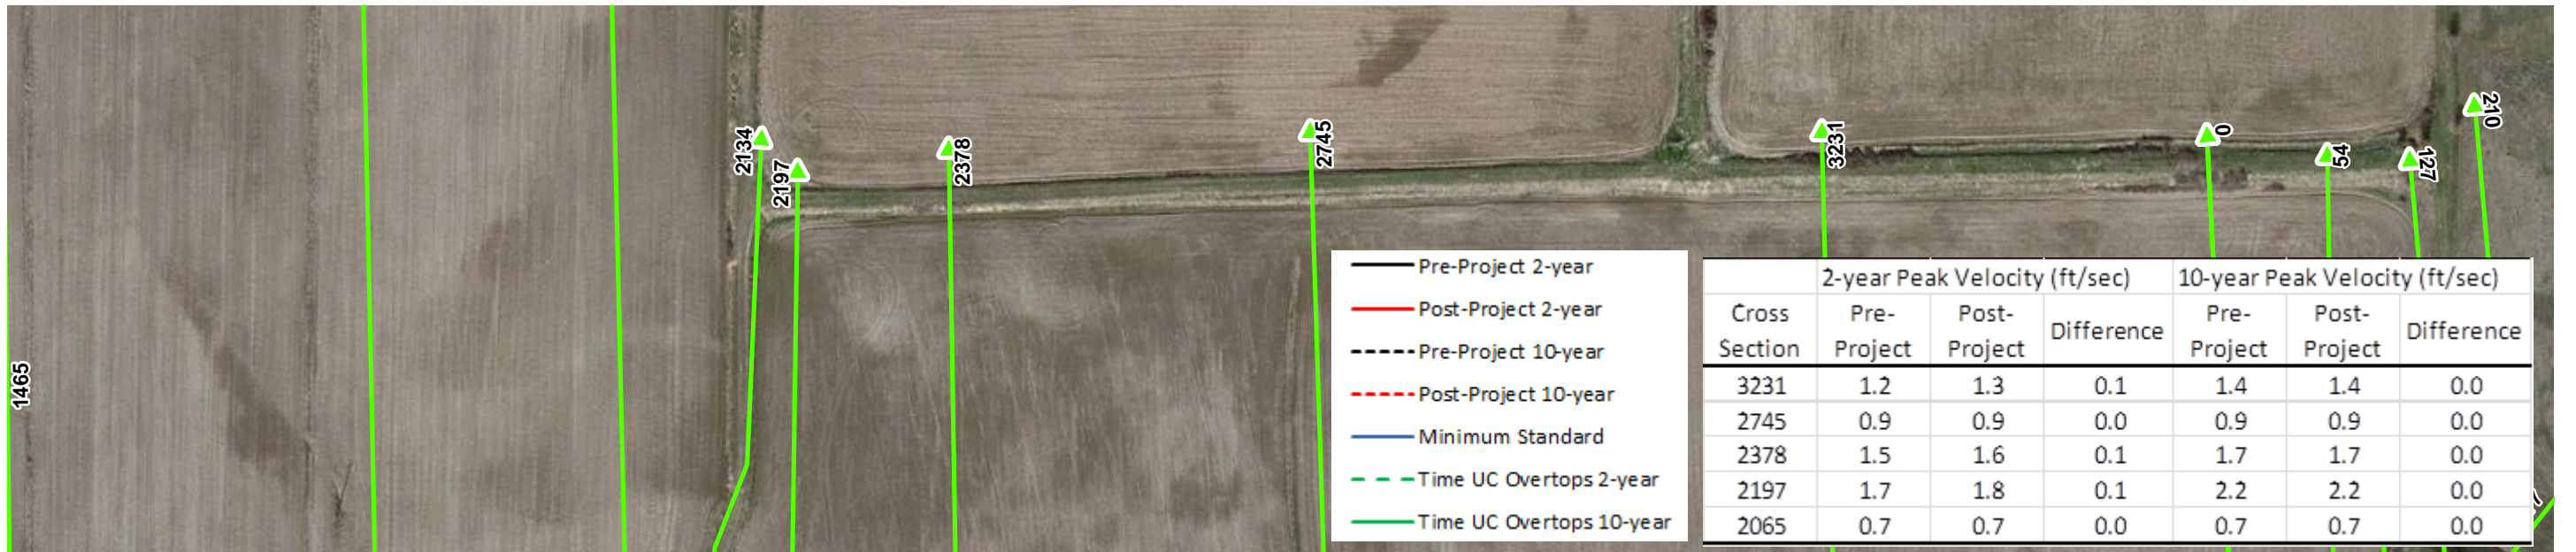 1465
2134
2197
2378
2745
3231
0
54
127
210
Pre-Project 2-year
Post-Project 2-year
Pre-Project 10-year
Post-Project 10-year
Minimum Standard
Time UC Overtops 2-year
Time UC Overtops 10-year
2-year Peak Velocity (ft/sec) 10-year Peak Velocity (ft/sec)
Cross Section Pre-Project Post-Project Difference Pre-Project Post-Project Difference
3231 1.2 1.3 0.1 1.4 1.4 0.0
2745 0.9 0.9 0.0 0.9 0.9 0.0
2378 1.5 1.6 0.1 1.7 1.7 0.0
2197 1.7 1.8 0.1 2.2 2.2 0.0
2065 0.7 0.7 0.0 0.7 0.7 0.0